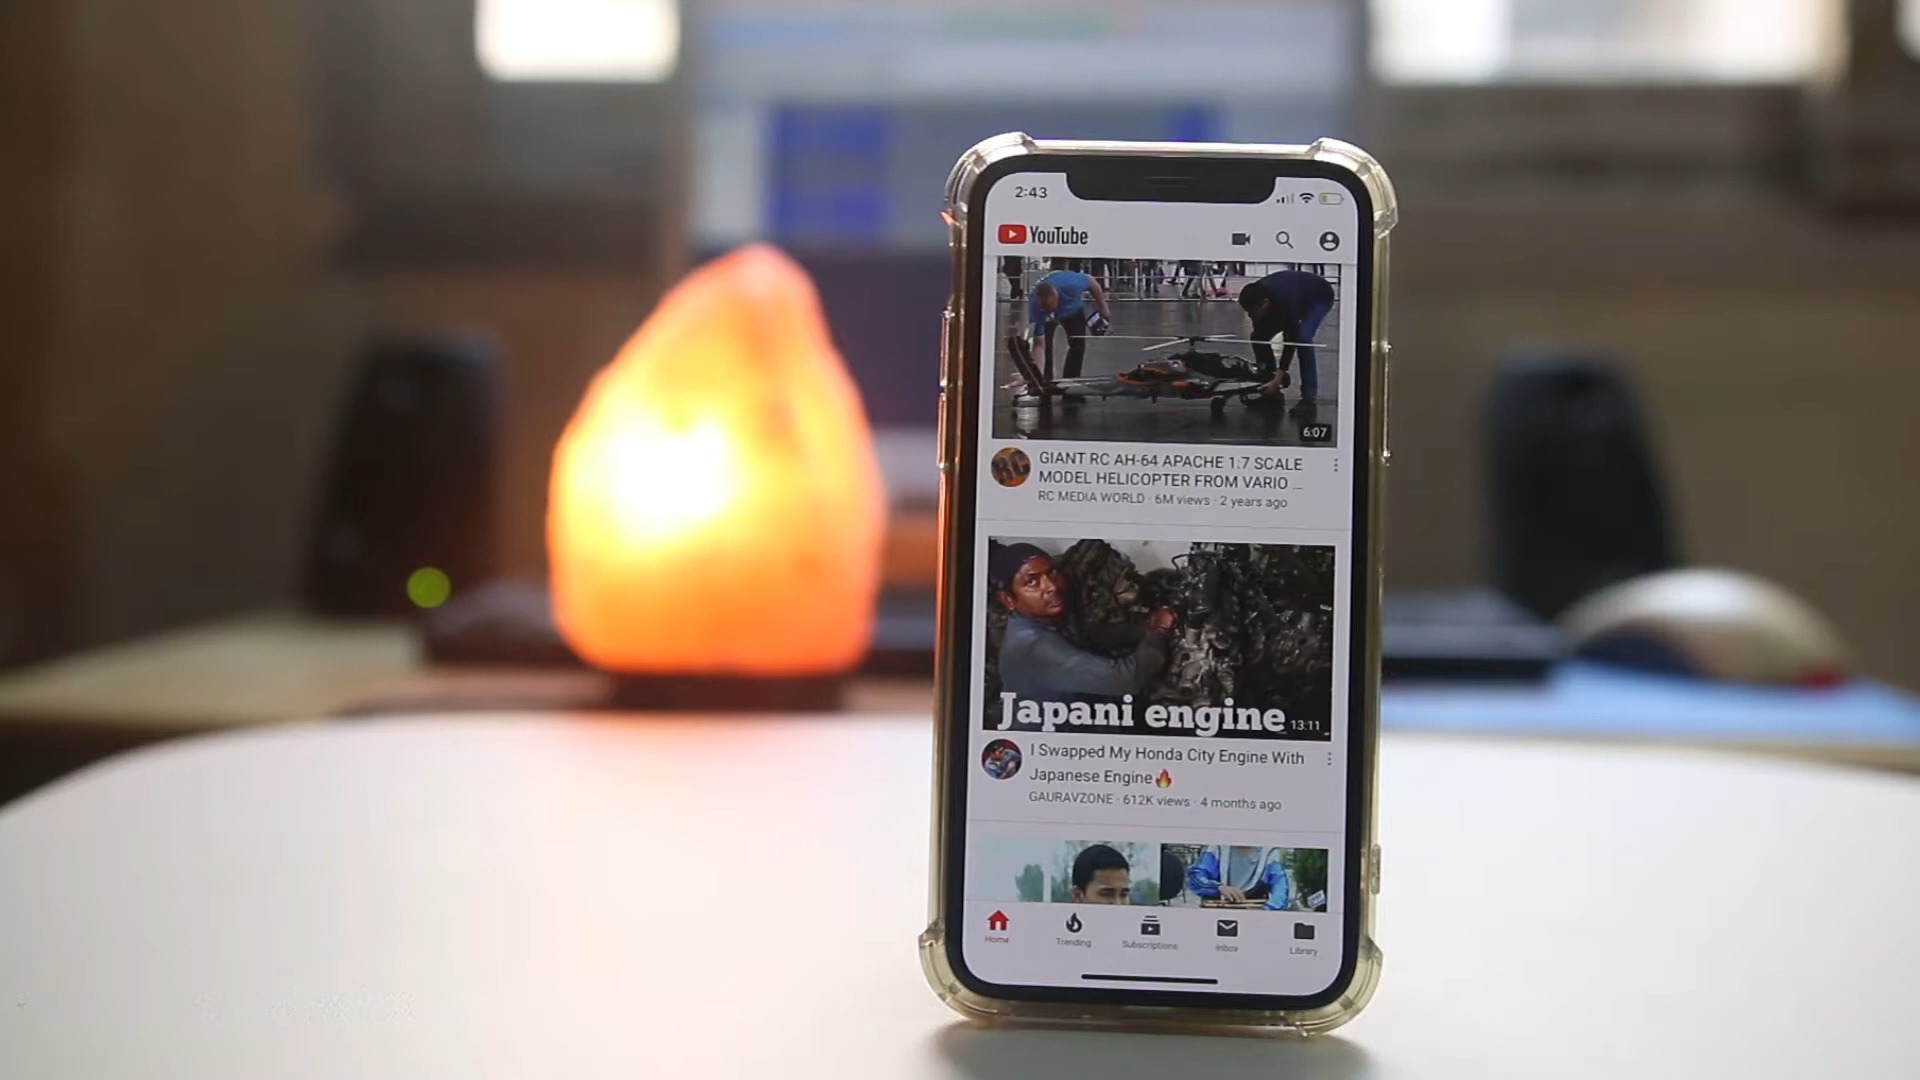 2:43
YouTube
6:07
GIANT RC AH-64 APACHE 1:7 SCALE
MODEL HELICOPTER FROM VARIO ...
RC MEDIA WORLD · 6M views · 2 years ago
Japani engine
13:11
I Swapped My Honda City Engine With
Japanese Engine🔥
GAURAVZONE · 612K views · 4 months ago
Home
Trending
Subscriptions
Inbox
Library